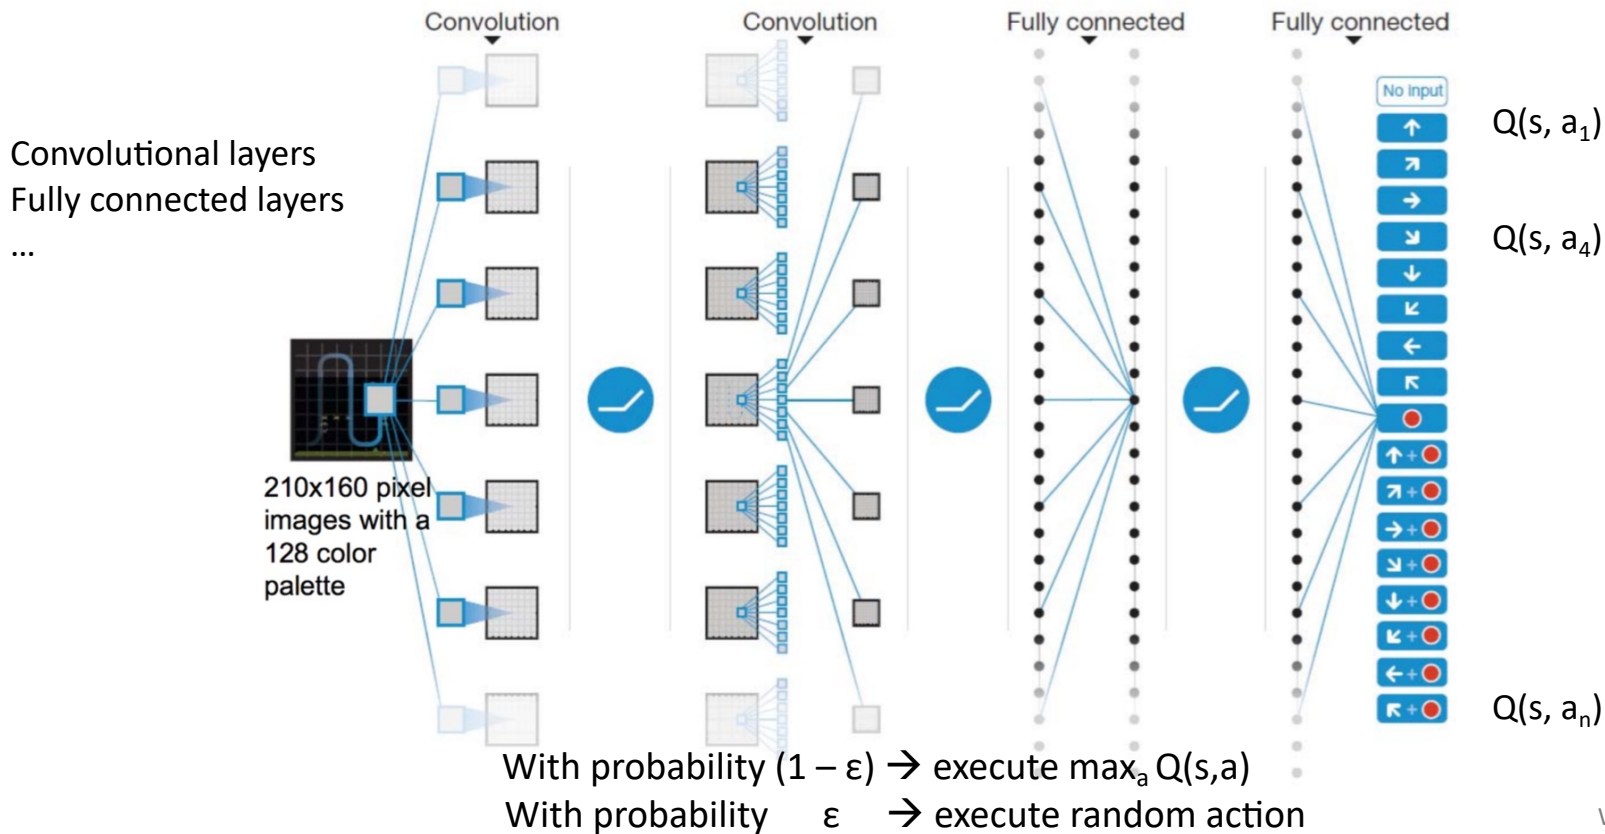 Convolution
Convolution
Fully connected
Fully connected
No input
Q(s, a₁)
Convolutional layers
Fully connected layers
...
Q(s, a₄)
210x160 pixel
images with a
128 color
palette
Q(s, aₙ)
With probability (1 – ε) → execute maxₐ Q(s,a)
With probability ε → execute random action